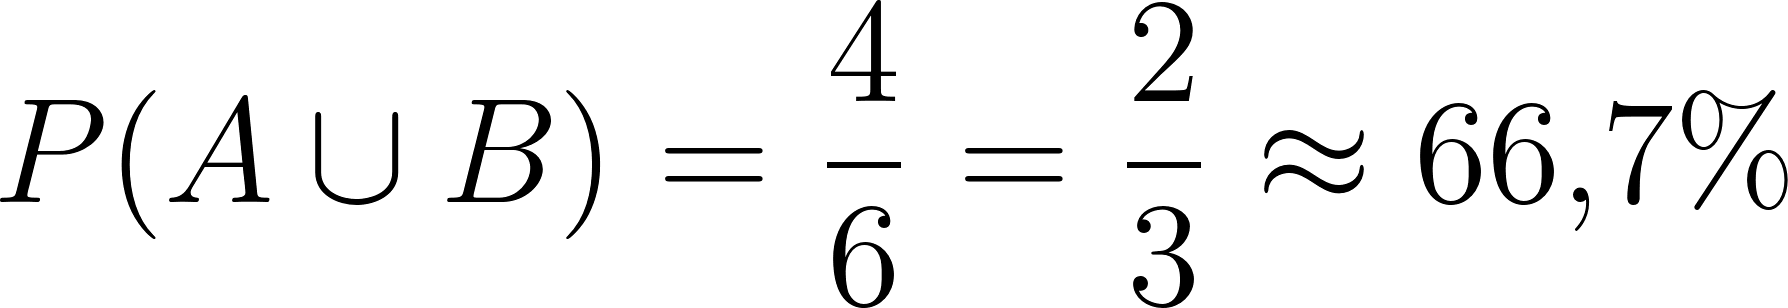 P(A ∪ B) = 4/6 = 2/3 ≈ 66,7%